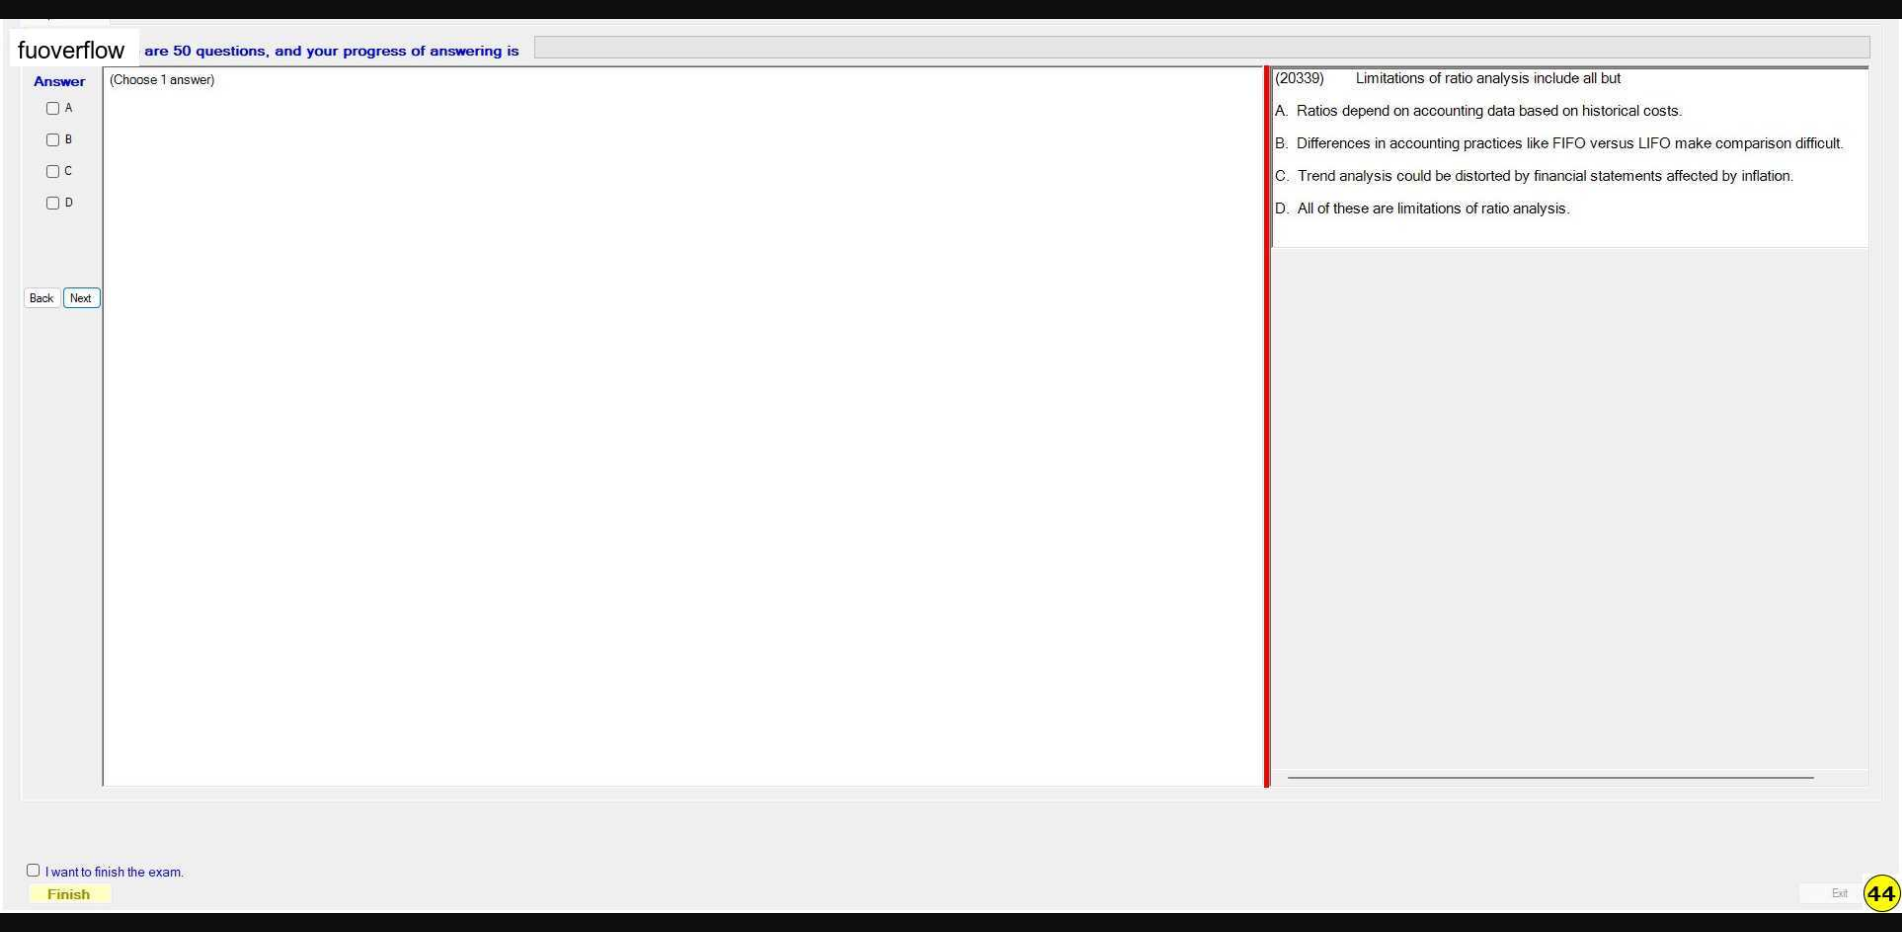 fuoverflow are 50 questions, and your progress of answering is
Answer
(Choose 1 answer)
A
B
C
D
Back Next
(20339) Limitations of ratio analysis include all but
A. Ratios depend on accounting data based on historical costs.
B. Differences in accounting practices like FIFO versus LIFO make comparison difficult.
C. Trend analysis could be distorted by financial statements affected by inflation.
D. All of these are limitations of ratio analysis.
I want to finish the exam.
Finish
Exit
44